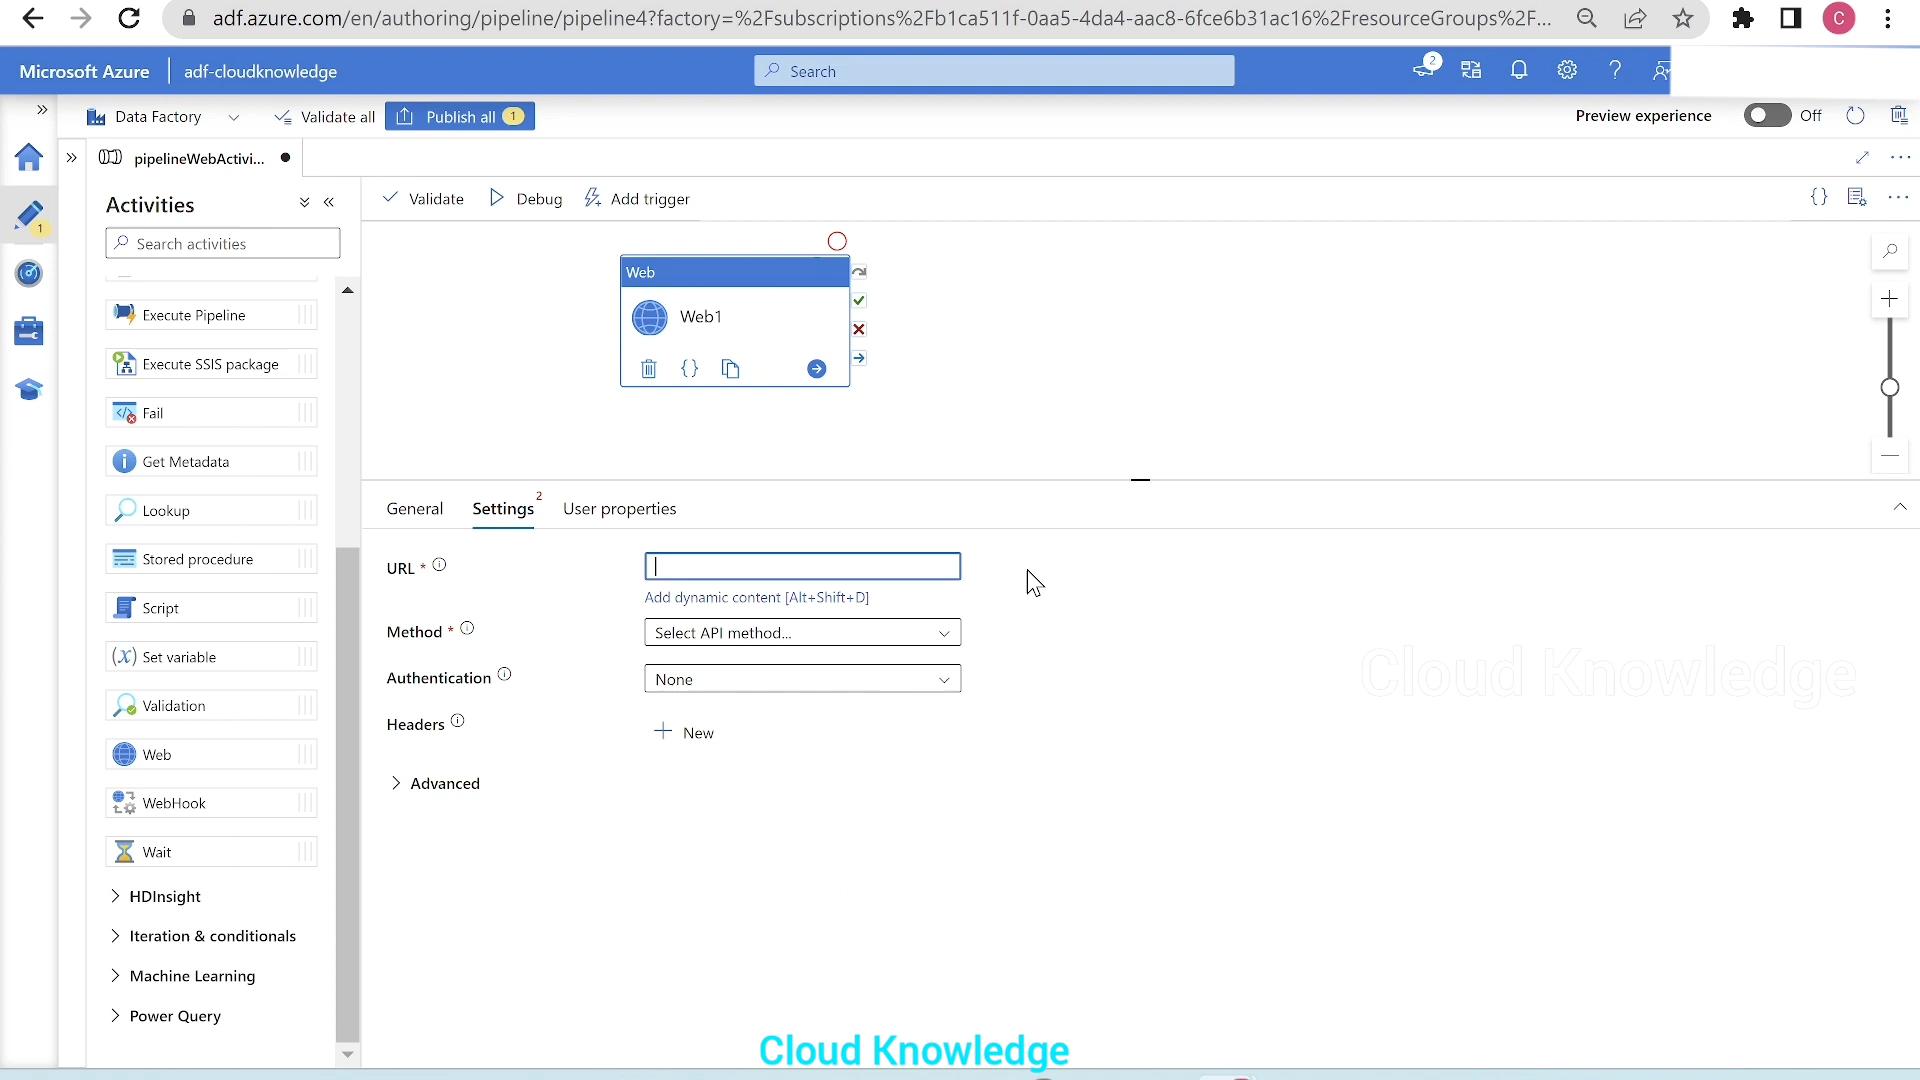 adf.azure.com/en/authoring/pipeline/pipeline4?factory=%2Fsubscriptions%2Fb1ca511f-0aa5-4da4-aac8-6fce6b31ac16%2FresourceGroups%2F...
C
Microsoft Azure
adf-cloudknowledge
Search
2
Data Factory
Validate all
Publish all
1
Preview experience
Off
pipelineWebActivi...
Activities
Validate
Debug
Add trigger
1
Search activities
Execute Pipeline
Execute SSIS package
Fail
Get Metadata
Lookup
Stored procedure
Script
Set variable
Validation
Web
WebHook
Wait
HDInsight
Iteration & conditionals
Machine Learning
Power Query
Web
Web1
General
Settings
2
User properties
URL *
Add dynamic content [Alt+Shift+D]
Method *
Select API method...
Authentication
None
Headers
New
Advanced
Cloud Knowledge
Cloud Knowledge